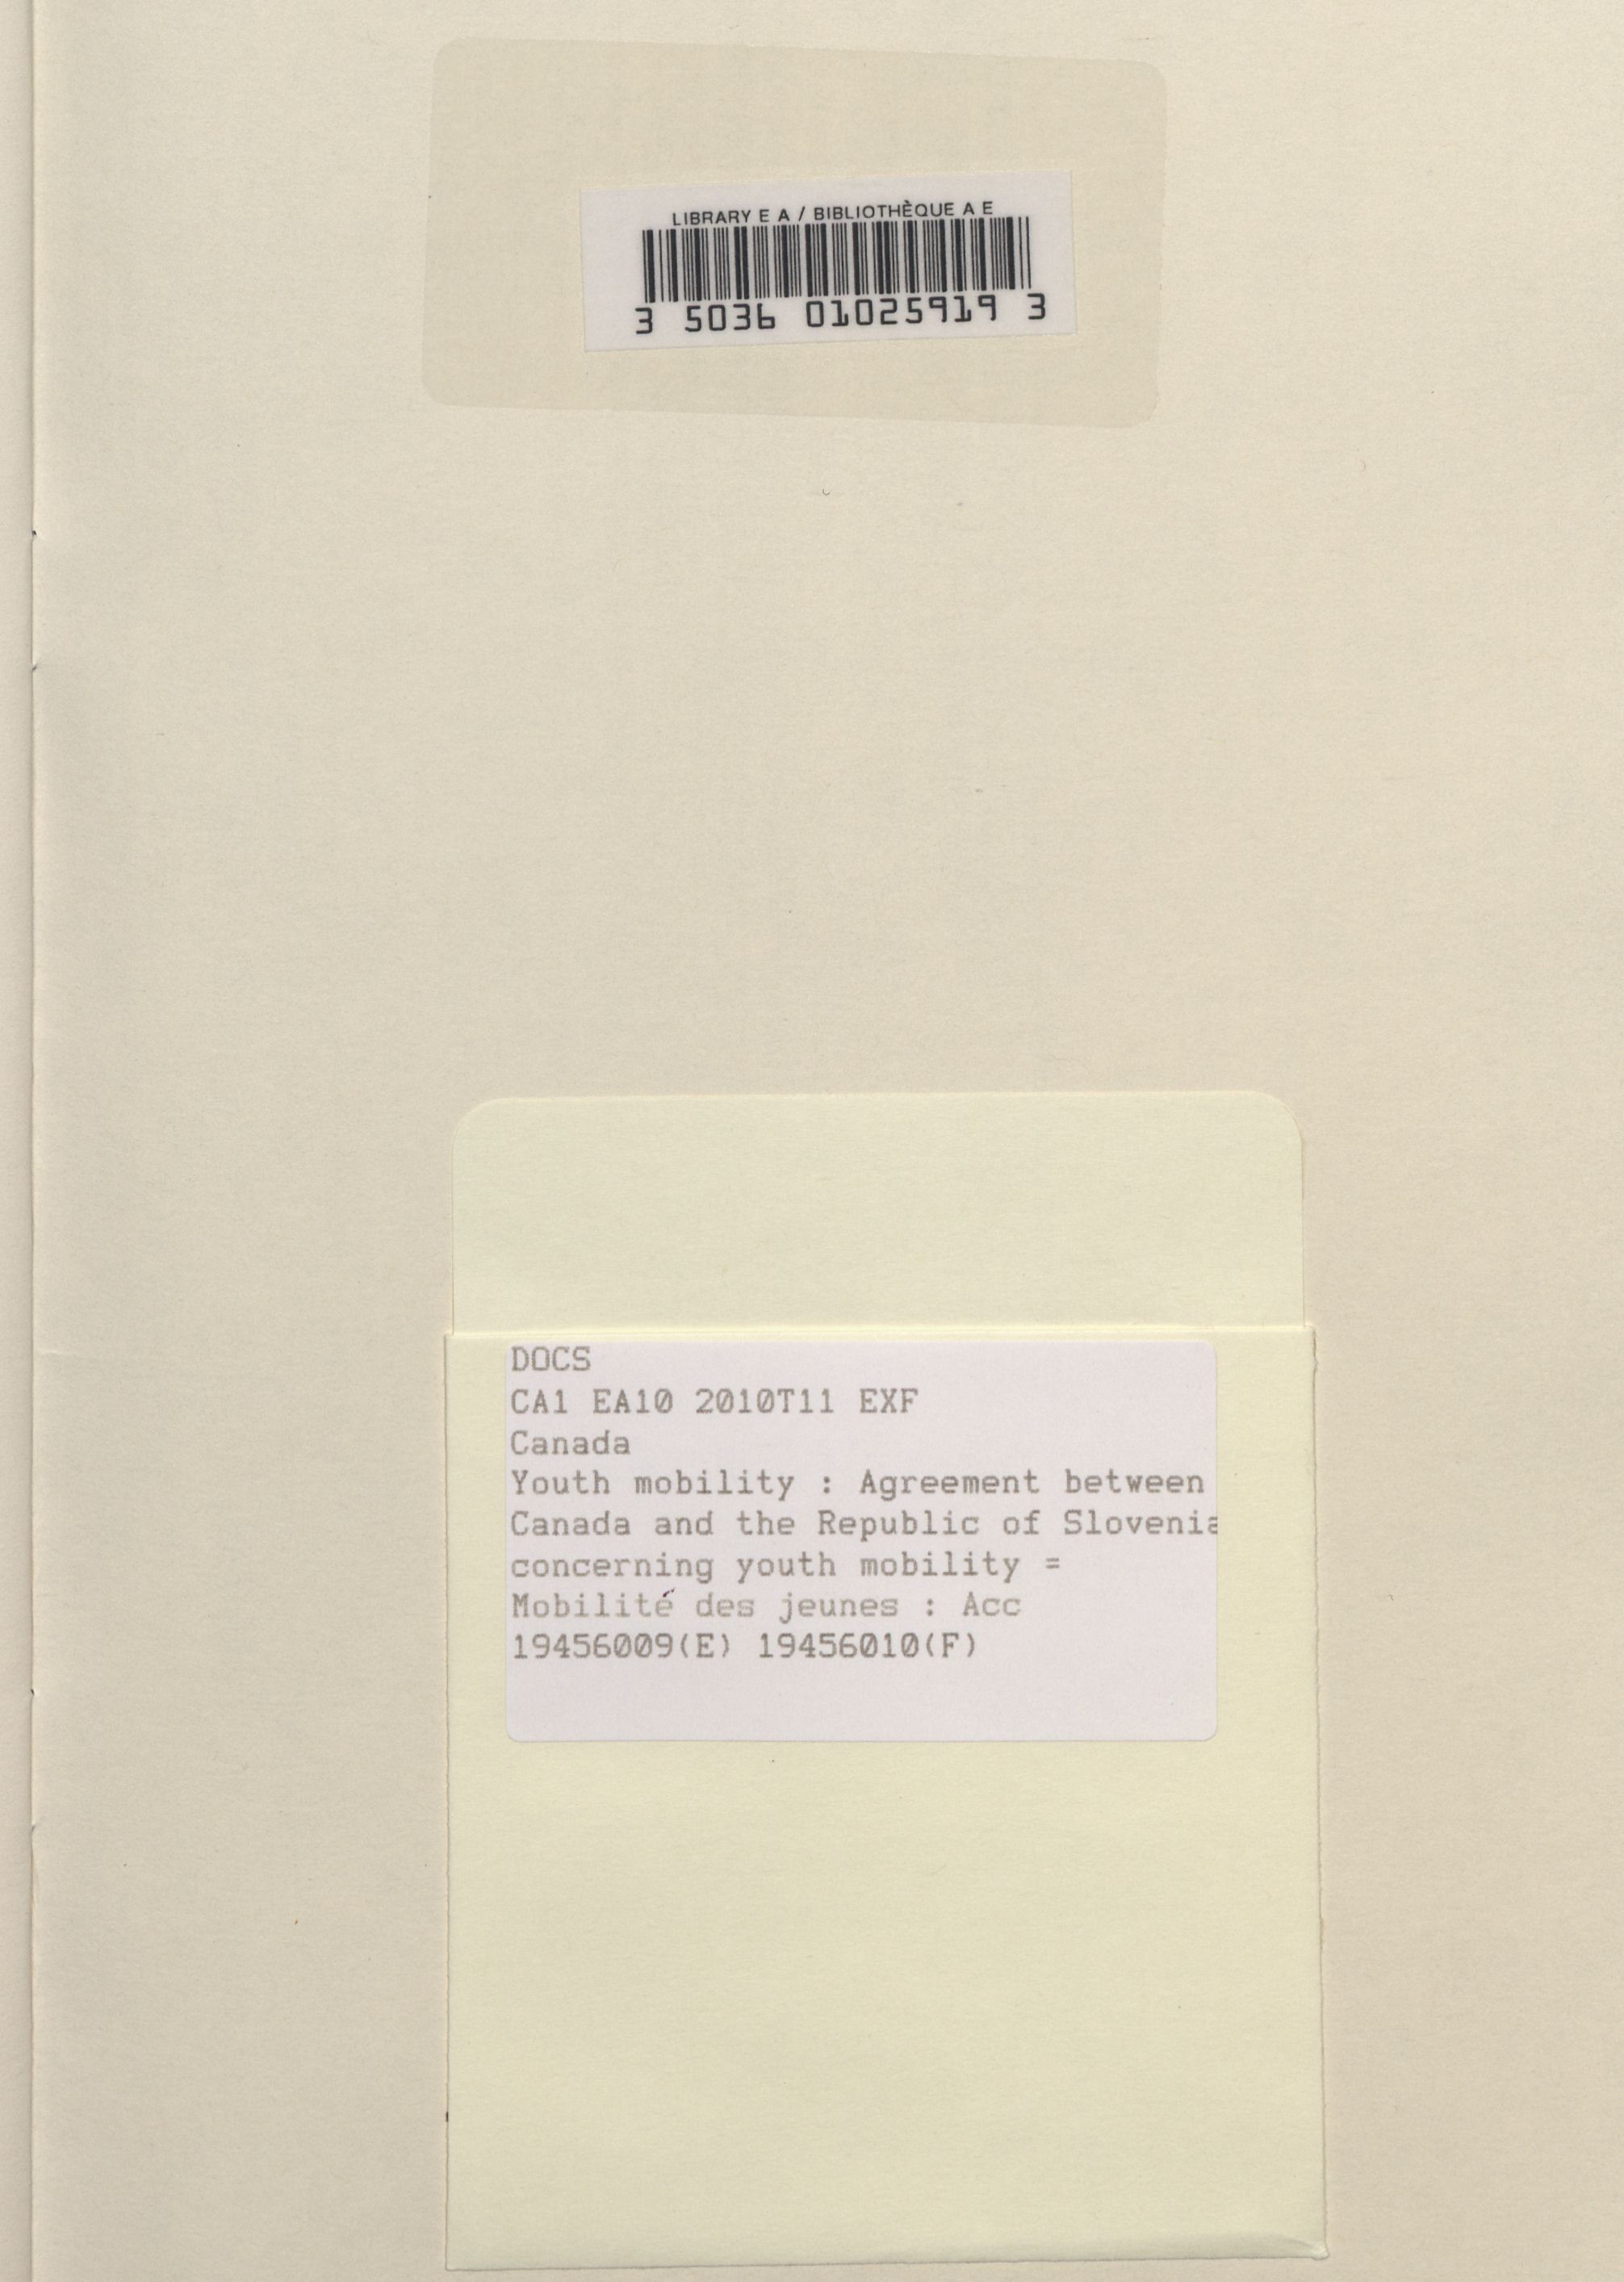 LIBRARY E A / BIBLIOTHÈQUE A E
3 5036 01025919 3
DOCS
CA1 EA10 2010T11 EXF
Canada
Youth mobility : Agreement between
Canada and the Republic of Slovenia
concerning youth mobility =
Mobilité des jeunes : Acc
19456009(E) 19456010(F)